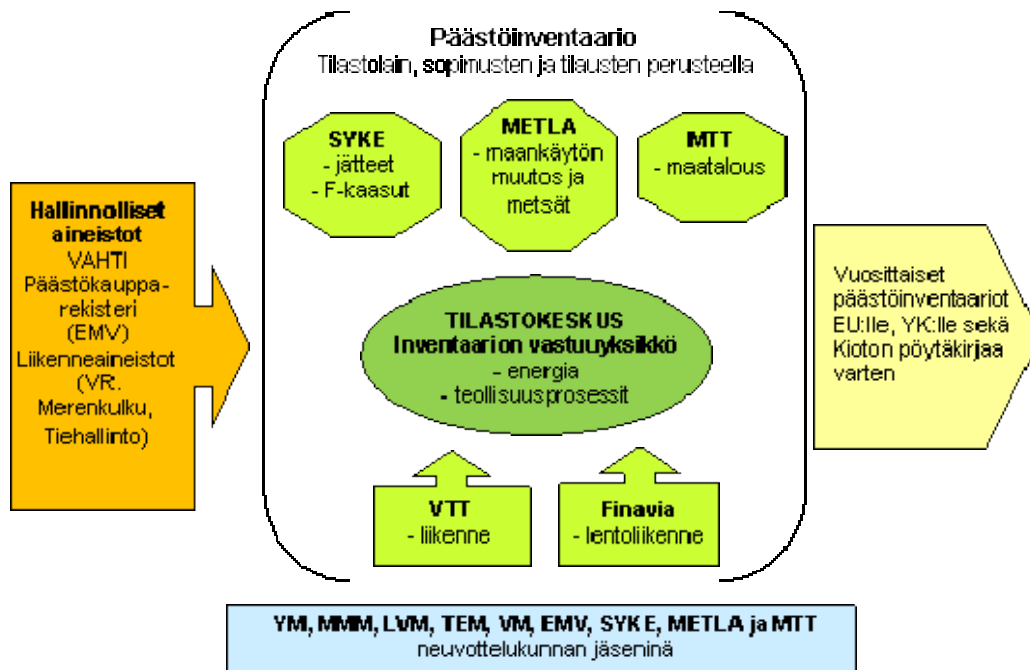 Päästöinventaario
Tilastolain, sopimusten ja tilausten perusteella
SYKE
- jätteet
- F-kaasut
METLA
- maankäytön
muutos ja
metsät
MTT
- maatalous
Hallinnolliset
aineistot
VAHTI
Päästökauppa-
rekisteri
(EMV)
Liikenneaineistot
(VR.
Merenkulku,
Tiehallinto)
TILASTOKESKUS
Inventaarion vastuuyksikkö
- energia
- teollisuusprosessit
Vuosittaiset
päästöinventaariot
EU:lle, YK:lle sekä
Kioton pöytäkirjaa
varten
VTT
- liikenne
Finavia
- lentoliikenne
YM, MMM, LVM, TEM, VM, EMV, SYKE, METLA ja MTT
neuvottelukunnan jäseninä